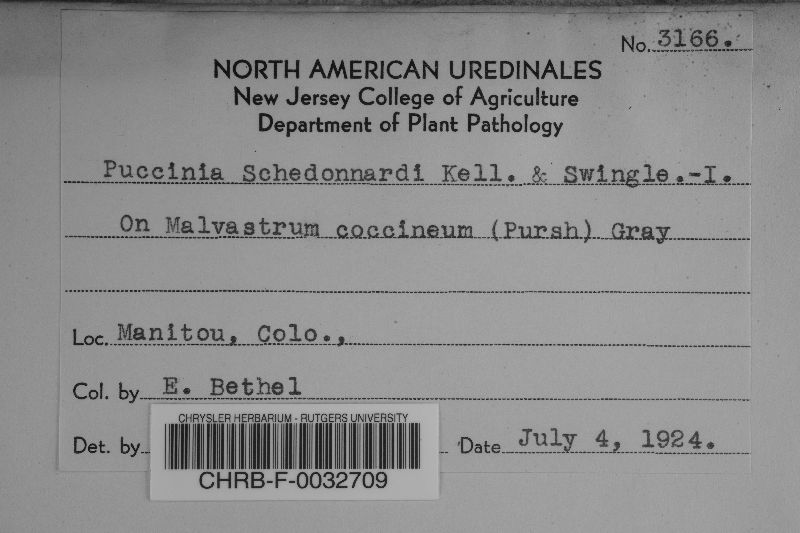 No. 3166.
NORTH AMERICAN UREDINALES
New Jersey College of Agriculture
Department of Plant Pathology
Puccinia Schedonnardi Kell. & Swingle.-I.
On Malvastrum coccineum (Pursh) Gray
Loc. Manitou, Colo.,
Col. by E. Bethel
CHRYSLER HERBARIUM - RUTGERS UNIVERSITY
Det. by Date July 4, 1924.
CHRB-F-0032709